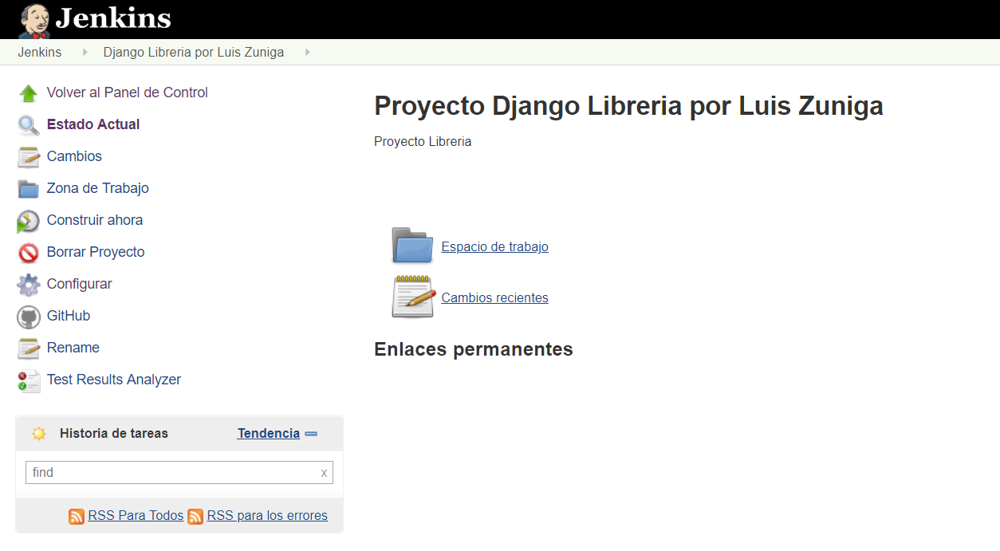 Jenkins
Jenkins Django Libreria por Luis Zuniga
Volver al Panel de Control
Estado Actual
Cambios
Zona de Trabajo
Construir ahora
Borrar Proyecto
Configurar
GitHub
Rename
Test Results Analyzer
Historia de tareas Tendencia
find x
RSS Para Todos RSS para los errores
Proyecto Django Libreria por Luis Zuniga
Proyecto Libreria
Espacio de trabajo
Cambios recientes
Enlaces permanentes